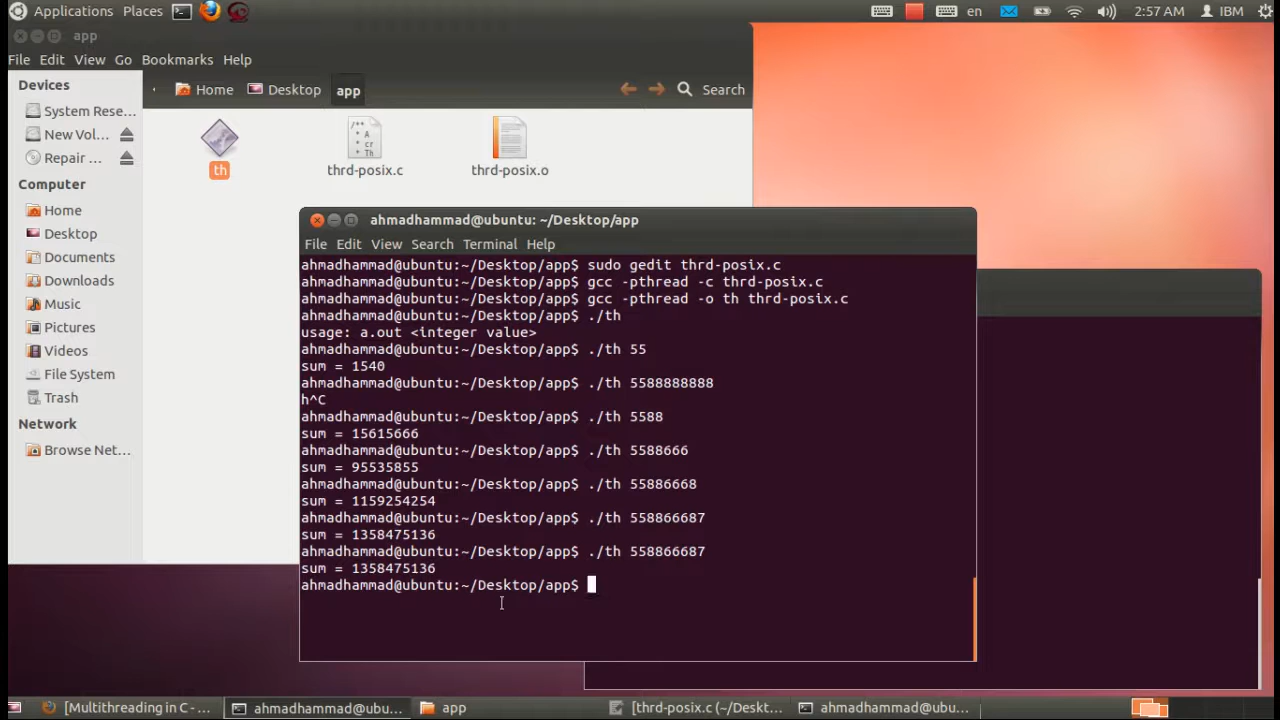 Applications Places en 2:57 AM IBM
app
File Edit View Go Bookmarks Help
Devices
System Rese...
New Vol...
Repair ...
Computer
Home
Desktop
Documents
Downloads
Music
Pictures
Videos
File System
Trash
Network
Browse Net...
Home Desktop app Search
th thrd-posix.c thrd-posix.o
ahmadhammad@ubuntu: ~/Desktop/app
File Edit View Search Terminal Help
ahmadhammad@ubuntu:~/Desktop/app$ sudo gedit thrd-posix.c
ahmadhammad@ubuntu:~/Desktop/app$ gcc -pthread -c thrd-posix.c
ahmadhammad@ubuntu:~/Desktop/app$ gcc -pthread -o th thrd-posix.c
ahmadhammad@ubuntu:~/Desktop/app$ ./th
usage: a.out <integer value>
ahmadhammad@ubuntu:~/Desktop/app$ ./th 55
sum = 1540
ahmadhammad@ubuntu:~/Desktop/app$ ./th 5588888888
h^C
ahmadhammad@ubuntu:~/Desktop/app$ ./th 5588
sum = 15615666
ahmadhammad@ubuntu:~/Desktop/app$ ./th 5588666
sum = 95535855
ahmadhammad@ubuntu:~/Desktop/app$ ./th 55886668
sum = 1159254254
ahmadhammad@ubuntu:~/Desktop/app$ ./th 558866687
sum = 1358475136
ahmadhammad@ubuntu:~/Desktop/app$ ./th 558866687
sum = 1358475136
ahmadhammad@ubuntu:~/Desktop/app$
[Multithreading in C - ... ahmadhammad@ubu... app [thrd-posix.c (~/Deskt... ahmadhammad@ubu...